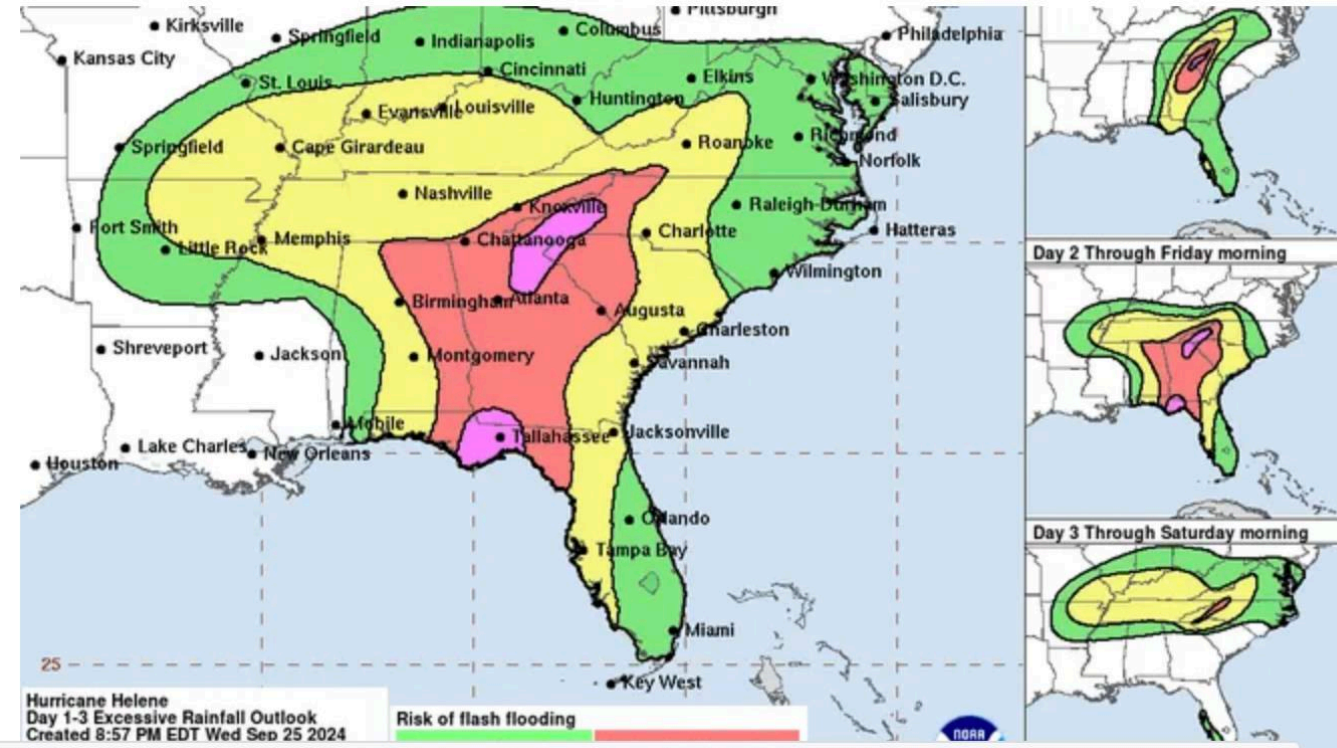 Pittsburgh
Kirksville
Springfield
Indianapolis
Columbus
Philadelphia
Kansas City
St. Louis
Cincinnati
Elkins
Washington D.C.
Evansville
Louisville
Huntington
Salisbury
Springfield
Cape Girardeau
Roanoke
Richmond
Norfolk
Nashville
Knoxville
Raleigh-Durham
Fort Smith
Little Rock
Memphis
Chattanooga
Charlotte
Hatteras
Wilmington
Birmingham
Atlanta
Augusta
Charleston
Shreveport
Jackson
Montgomery
Savannah
Mobile
Tallahassee
Jacksonville
Lake Charles
New Orleans
Houston
Orlando
Tampa Bay
Miami
25
Key West
Hurricane Helene
Day 1-3 Excessive Rainfall Outlook
Created 8:57 PM EDT Wed Sep 25 2024
Risk of flash flooding
NOAA
Day 2 Through Friday morning
Day 3 Through Saturday morning